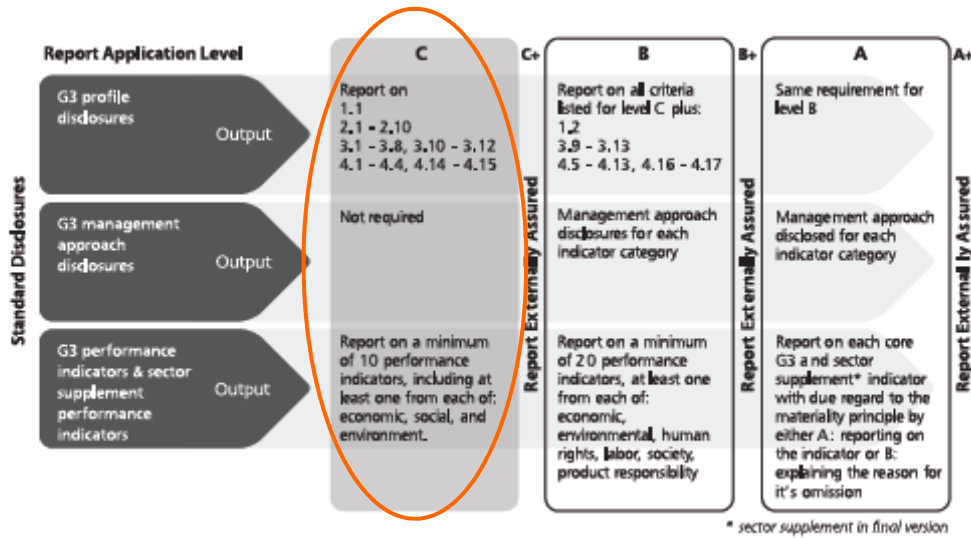 Report Application Level
C
C+
B
B+
A
A+
Standard Disclosures
G3 profile
disclosures
Output
Report on
1.1
2.1 - 2.10
3.1 - 3.8, 3.10 - 3.12
4.1 - 4.4, 4.14 - 4.15
Report on all criteria
listed for level C plus:
1.2
3.9 - 3.13
4.5 - 4.13, 4.16 - 4.17
Same requirement for
level B
G3 management
approach
disclosures
Output
Not required
Management approach
disclosures for each
indicator category
Management approach
disclosed for each
indicator category
G3 performance
indicators & sector
supplement
performance
indicators
Output
Report on a minimum
of 10 performance
indicators, including at
least one from each of:
economic, social, and
environment.
Report on a minimum
of 20 performance
indicators, at least one
from each of:
economic,
environmental, human
rights, labor, society,
product responsibility
Report on each core
G3 and sector
supplement* indicator
with due regard to the
materiality principle by
either A: reporting on
the indicator or B:
explaining the reason for
it's omission
Report Externally Assured
Report Externally Assured
Report Externally Assured
* sector supplement in final version